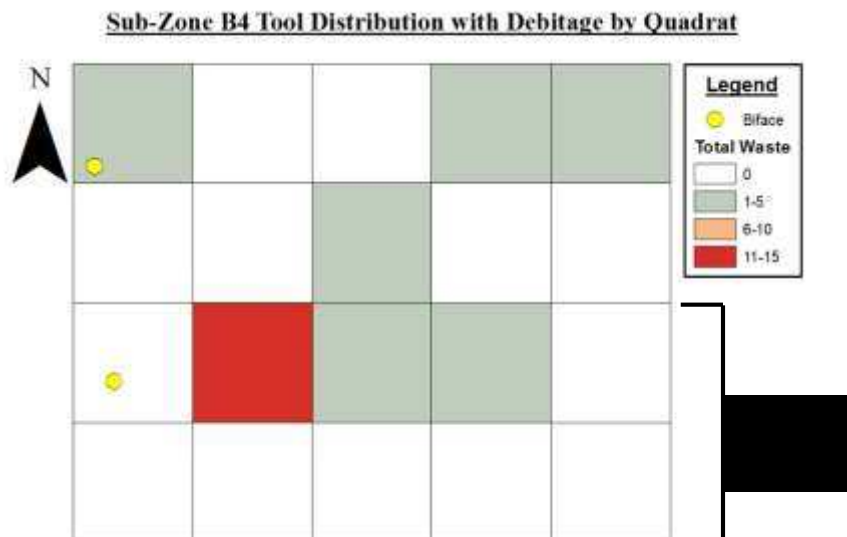 Sub-Zone B4 Tool Distribution with Debitage by Quadrat
N
Legend
Biface
Total Waste
0
1-5
6-10
11-15